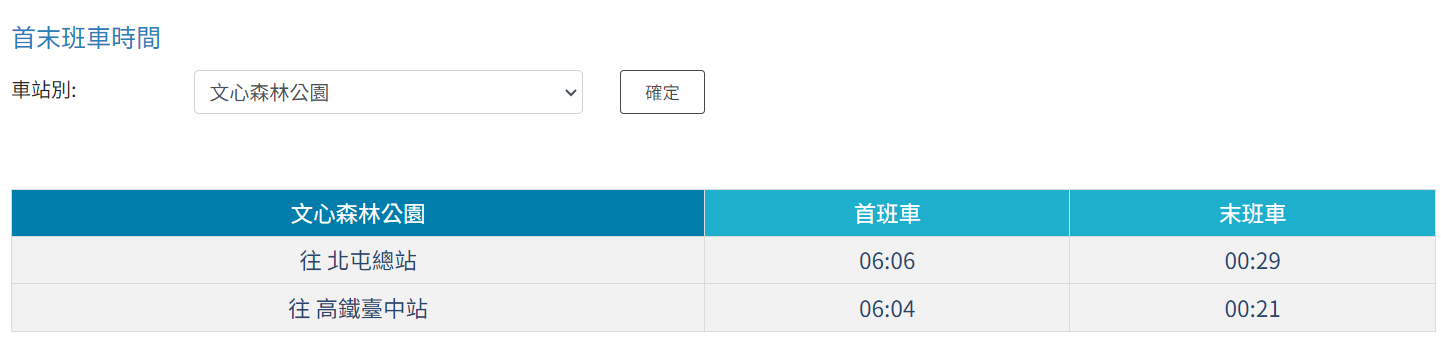 首末班車時間
車站別: 文心森林公園 確定
文心森林公園 首班車 末班車
往 北屯總站 06:06 00:29
往 高鐵臺中站 06:04 00:21